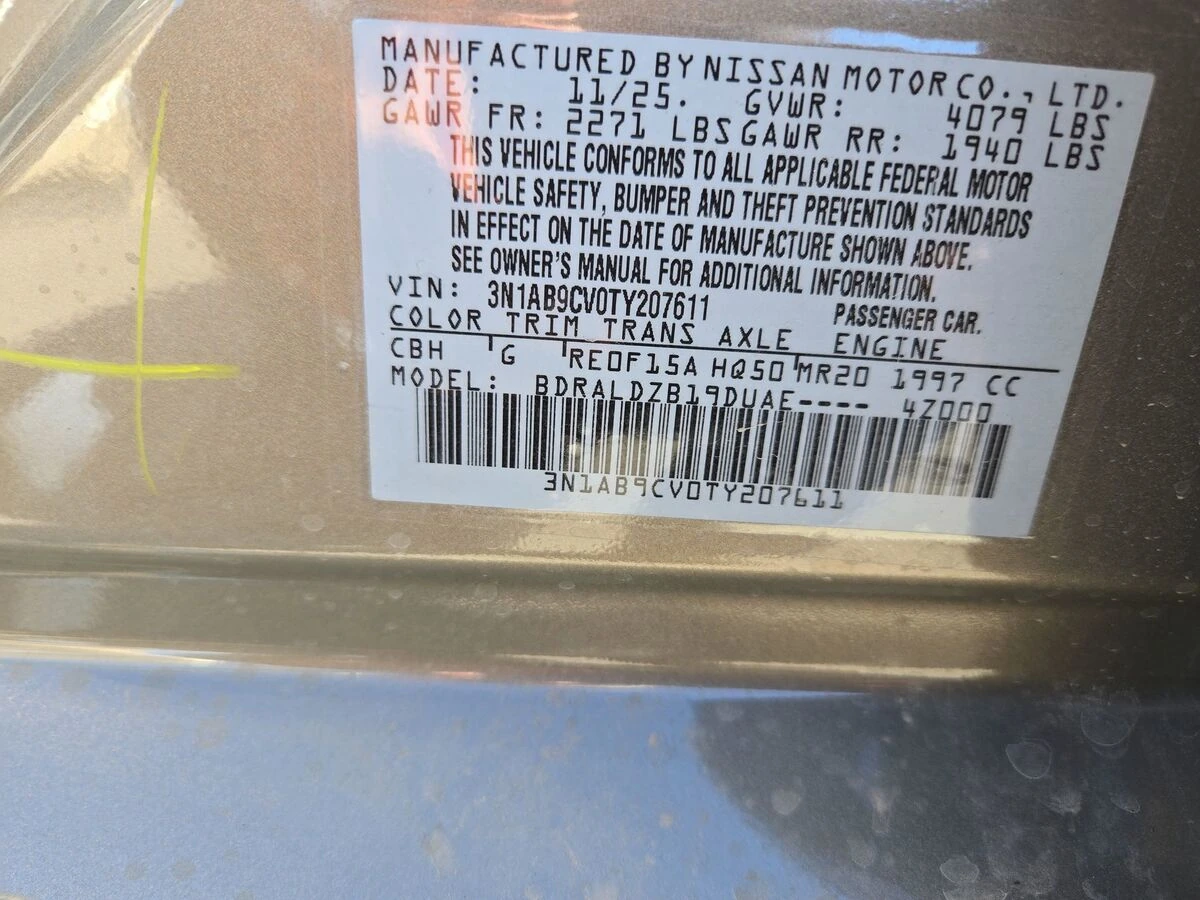 MANUFACTURED BY NISSAN MOTOR CO., LTD.
DATE: 11/25. GVWR: 4079 LBS
GAWR FR: 2271 LBS GAWR RR: 1940 LBS
THIS VEHICLE CONFORMS TO ALL APPLICABLE FEDERAL MOTOR
VEHICLE SAFETY, BUMPER AND THEFT PREVENTION STANDARDS
IN EFFECT ON THE DATE OF MANUFACTURE SHOWN ABOVE.
SEE OWNER'S MANUAL FOR ADDITIONAL INFORMATION.
VIN: 3N1AB9CV0TY207611 PASSENGER CAR.
COLOR TRIM TRANS AXLE ENGINE
CBH G RE0F15A HQ50 MR20 1997 CC
MODEL: BDRALDZB19DUAE---- 4Z000
3N1AB9CV0TY207611